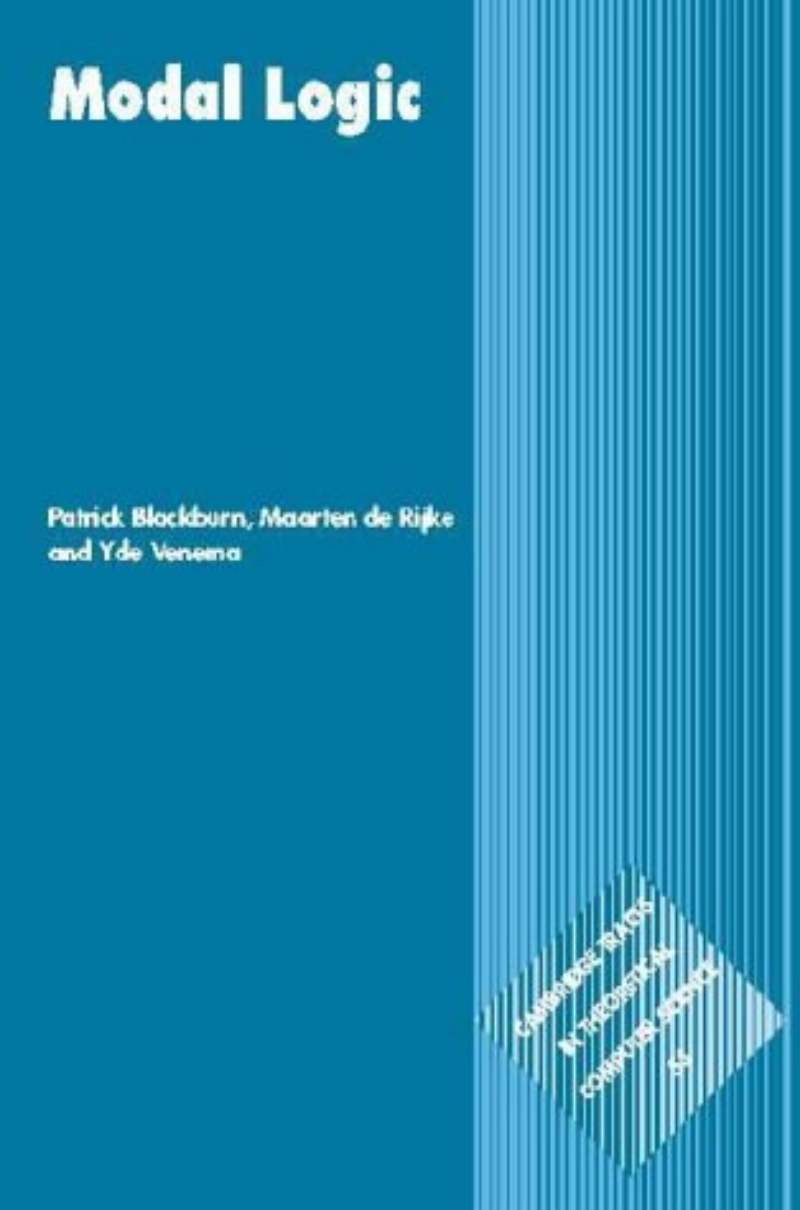 Modal Logic
Patrick Blackburn, Maarten de Rijke
and Yde Venema
CAMBRIDGE TRACTS
IN THEORETICAL
COMPUTER SCIENCE
53